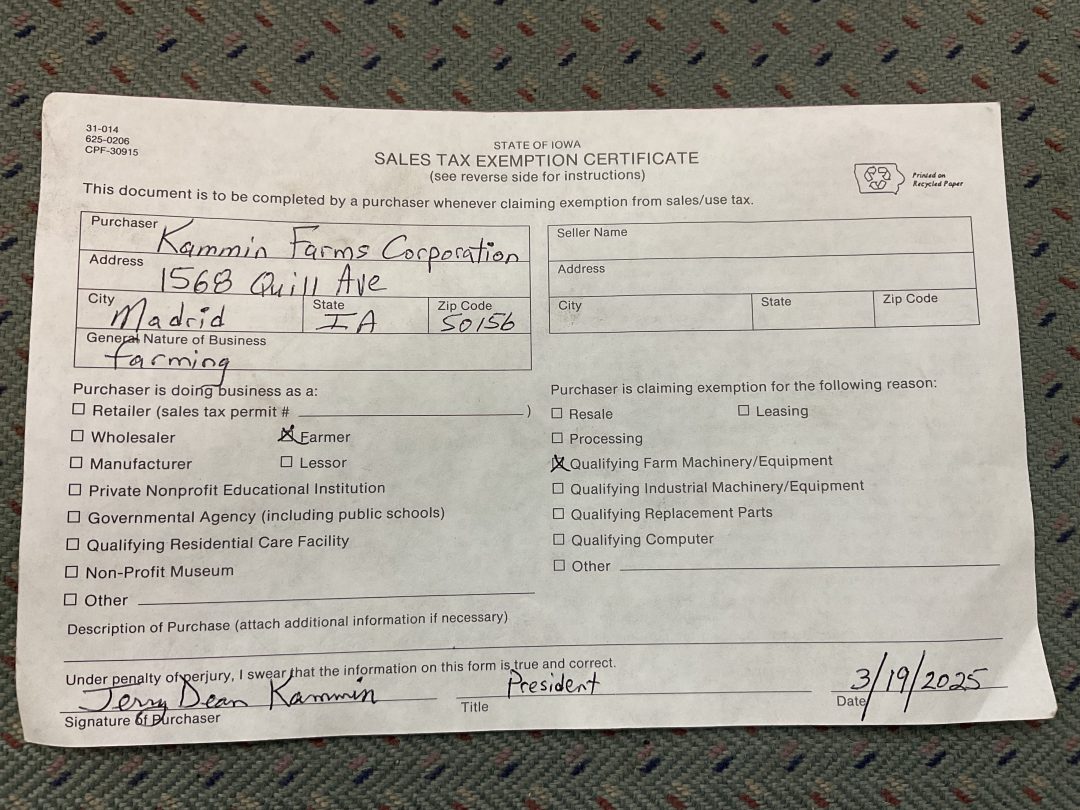 31-014
625-0206
CPF-30915
STATE OF IOWA
SALES TAX EXEMPTION CERTIFICATE
(see reverse side for instructions)
Printed on
Recycled Paper
This document is to be completed by a purchaser whenever claiming exemption from sales/use tax.
Purchaser Kammin Farms Corporation
Address 1568 Quill Ave
City Madrid State IA Zip Code 50156
General Nature of Business
farming
Seller Name
Address
City State Zip Code
Purchaser is doing business as a:
Retailer (sales tax permit # )
Wholesaler Farmer
Manufacturer Lessor
Private Nonprofit Educational Institution
Governmental Agency (including public schools)
Qualifying Residential Care Facility
Non-Profit Museum
Other
Purchaser is claiming exemption for the following reason:
Resale Leasing
Processing
Qualifying Farm Machinery/Equipment
Qualifying Industrial Machinery/Equipment
Qualifying Replacement Parts
Qualifying Computer
Other
Description of Purchase (attach additional information if necessary)
Under penalty of perjury, I swear that the information on this form is true and correct.
Jerry Dean Kammin President 3/19/2025
Signature of Purchaser Title Date